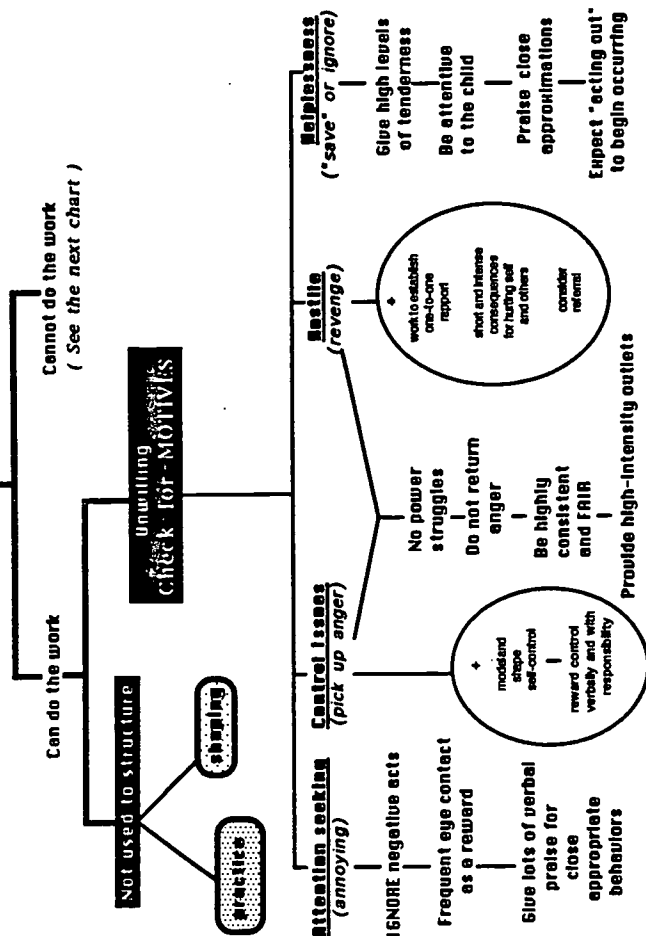 Can do the work
Cannot do the work
( See the next chart )
Not used to structure
Unwilling
Check for MOTIVES
practice
shaping
Attention seeking
(annoying)
IGNORE negative acts
Frequent eye contact
as a reward
Give lots of verbal
praise for
close
appropriate
behaviors
Control issues
(pick up anger)
+
model and
shape
self-control
reward control
verbally and with
responsibility
No power
struggles
Do not return
anger
Be highly
consistent
and FAIR
Provide high-intensity outlets
Hostile
(revenge)
+
work to establish
one-to-one
rapport
short and intense
consequences
for hurting self
and others
consider
referral
Helplessness
("save" or ignore)
Give high levels
of tenderness
Be attentive
to the child
Praise close
approximations
Expect "acting out"
to begin occurring